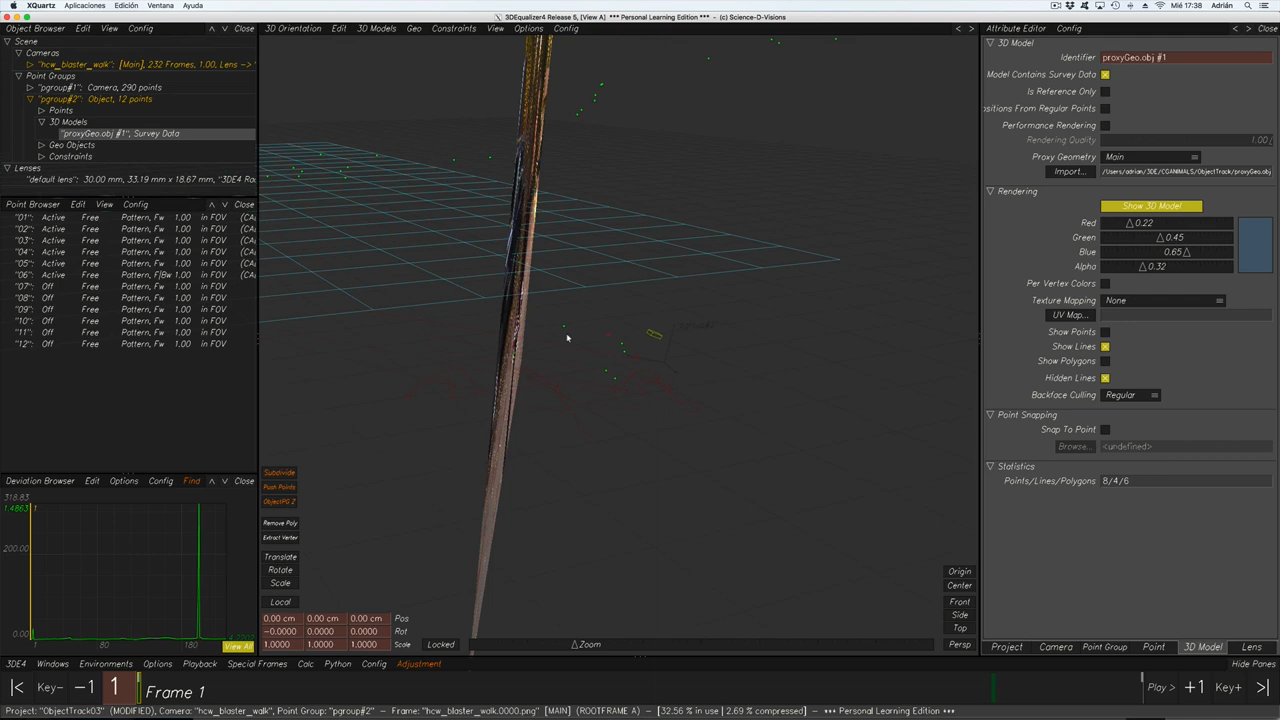 XQuartz Aplicaciones Edición Ventana Ayuda
Mié 17:38 Adrián
3DEqualizer4 Release 5, [View A] *** Personal Learning Edition *** - (c) Science-D-Visions
Object Browser Edit View Config Close
Scene
Cameras
"hcw_blaster_walk": [Main], 232 Frames, 1.00, Lens ->
Point Groups
"pgroup#1": Camera, 290 points
"pgroup#2": Object, 12 points
Points
3D Models
"proxyGeo.obj #1", Survey Data
Geo Objects
Constraints
Lenses
"default lens": 30.00 mm, 33.19 mm x 18.67 mm, "3DE4 Ra
Point Browser Edit View Config Close
"01": Active Free Pattern, Fw 1.00 in FOV (CA
"02": Active Free Pattern, Fw 1.00 in FOV (CA
"03": Active Free Pattern, Fw 1.00 in FOV (CA
"04": Active Free Pattern, Fw 1.00 in FOV (CA
"05": Active Free Pattern, Fw 1.00 in FOV (CA
"06": Active Free Pattern, F|Bw 1.00 in FOV (CA
"07": Off Free Pattern, Fw 1.00 in FOV
"08": Off Free Pattern, Fw 1.00 in FOV
"09": Off Free Pattern, Fw 1.00 in FOV
"10": Off Free Pattern, Fw 1.00 in FOV
"11": Off Free Pattern, Fw 1.00 in FOV
"12": Off Free Pattern, Fw 1.00 in FOV
Deviation Browser Edit Options Config Find Close
318.83
1.4863
1
200.00
0.00
1 80 180
View All
3D Orientation Edit 3D Models Geo Constraints View Options Config
Subdivide
Push Points
ObjectPG Z
Remove Poly
Extract Vertex
Translate
Rotate
Scale
Local
0.00 cm 0.00 cm 0.00 cm Pos
-0.0000 0.0000 0.0000 Rot
1.0000 1.0000 1.0000 Scale
Locked
Zoom
Origin
Center
Front
Side
Top
Persp
Attribute Editor Config Close
3D Model
Identifier proxyGeo.obj #1
Model Contains Survey Data
Is Reference Only
ositions From Regular Points
Performance Rendering
Rendering Quality 1.00
Proxy Geometry Main
Import... /Users/adrian/3DE/CGANIMALS/ObjectTrack/proxyGeo.obj
Rendering
Show 3D Model
Red 0.22
Green 0.45
Blue 0.65
Alpha 0.32
Per Vertex Colors
Texture Mapping None
UV Map...
Show Points
Show Lines
Show Polygons
Hidden Lines
Backface Culling Regular
Point Snapping
Snap To Point
Browse... <undefined>
Statistics
Points/Lines/Polygons 8/4/6
Project Camera Point Group Point 3D Model Lens
3DE4 Windows Environments Options Playback Special Frames Calc Python Config Adjustment Hide Panes
Key- -1 1 Frame 1 Play > +1 Key+
Project: "ObjectTrack03" (MODIFIED), Camera: "hcw_blaster_walk", Point Group: "pgroup#2" - Frame: "hcw_blaster_walk.0000.png" [MAIN] (ROOTFRAME A) - [32.56 % in use | 2.69 % compressed] - *** Personal Learning Edition ***